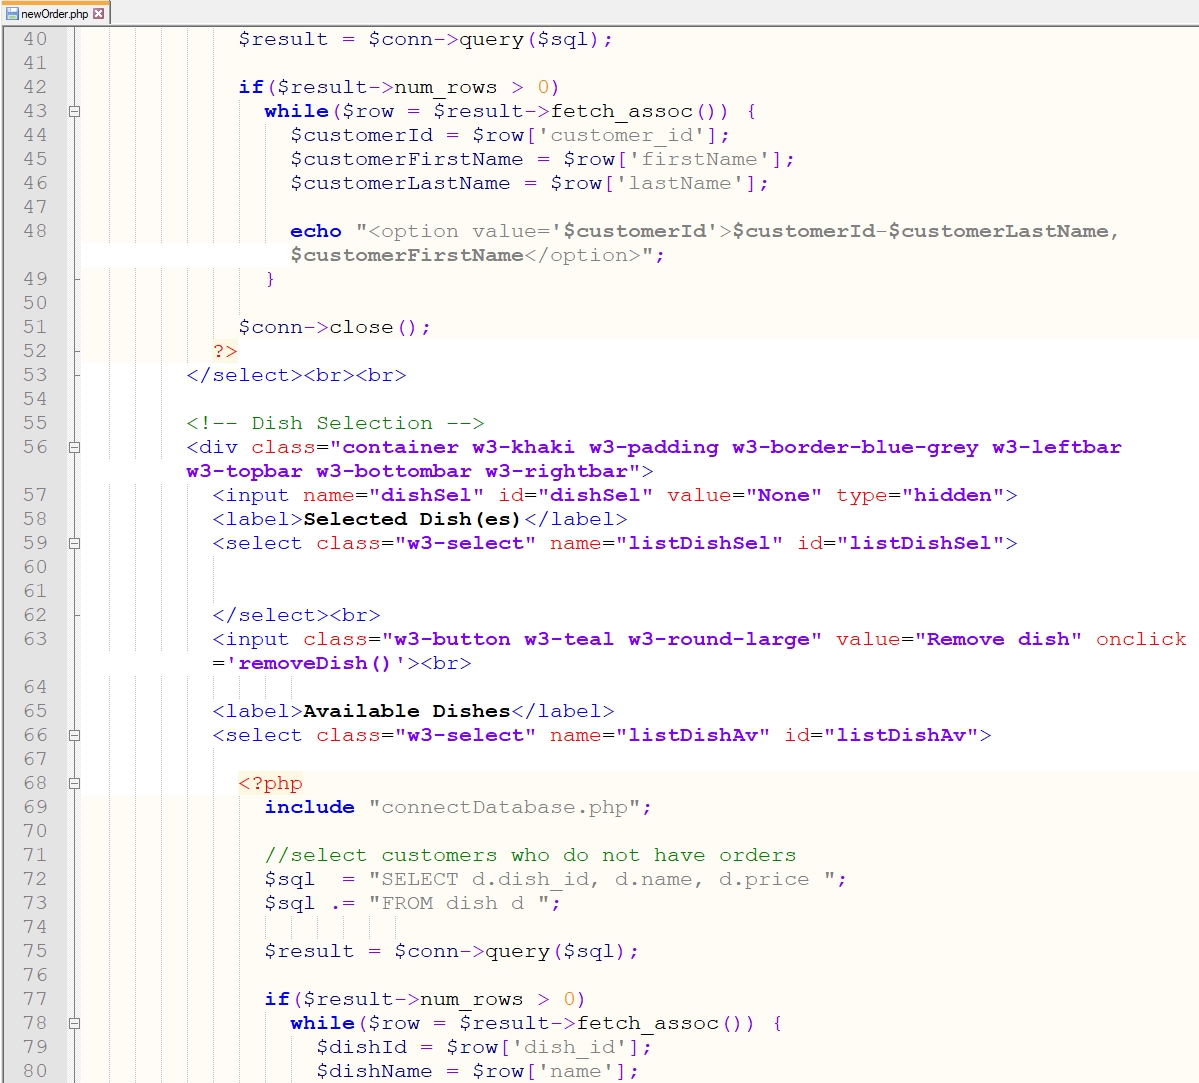 newOrder.php
40 $result = $conn->query($sql);
41
42 if($result->num_rows > 0)
43 while($row = $result->fetch_assoc()) {
44 $customerId = $row['customer_id'];
45 $customerFirstName = $row['firstName'];
46 $customerLastName = $row['lastName'];
47
48 echo "<option value='$customerId'>$customerId-$customerLastName,
$customerFirstName</option>";
49 }
50
51 $conn->close();
52 ?>
53 </select><br><br>
54
55 <!-- Dish Selection -->
56 <div class="container w3-khaki w3-padding w3-border-blue-grey w3-leftbar
w3-topbar w3-bottombar w3-rightbar">
57 <input name="dishSel" id="dishSel" value="None" type="hidden">
58 <label>Selected Dish(es)</label>
59 <select class="w3-select" name="listDishSel" id="listDishSel">
60
61
62 </select><br>
63 <input class="w3-button w3-teal w3-round-large" value="Remove dish" onclick
='removeDish()'><br>
64
65 <label>Available Dishes</label>
66 <select class="w3-select" name="listDishAv" id="listDishAv">
67
68 <?php
69 include "connectDatabase.php";
70
71 //select customers who do not have orders
72 $sql  = "SELECT d.dish_id, d.name, d.price ";
73 $sql .= "FROM dish d ";
74
75 $result = $conn->query($sql);
76
77 if($result->num_rows > 0)
78 while($row = $result->fetch_assoc()) {
79 $dishId = $row['dish_id'];
80 $dishName = $row['name'];